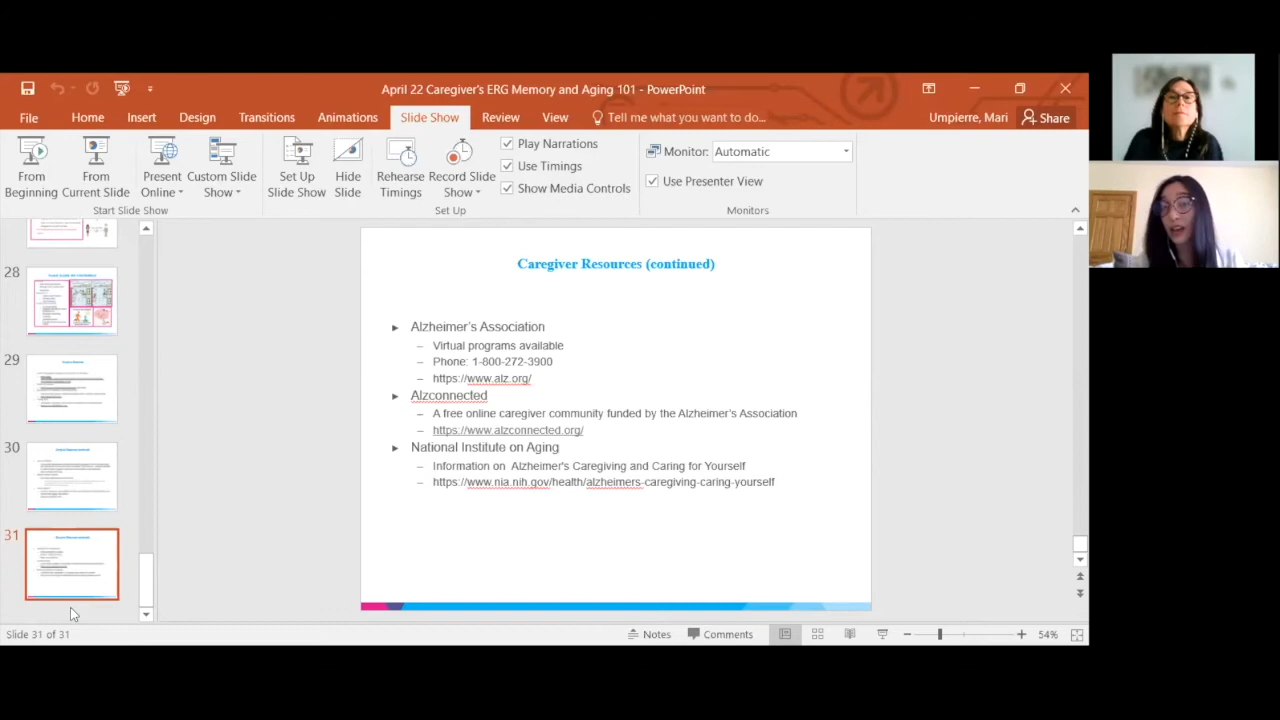 April 22 Caregiver's ERG Memory and Aging 101 - PowerPoint
File Home Insert Design Transitions Animations Slide Show Review View Tell me what you want to do... Umpierre, Mari Share
From Beginning
From Current Slide
Present Online
Custom Slide Show
Start Slide Show
Set Up Slide Show
Hide Slide
Rehearse Timings
Record Slide Show
Play Narrations
Use Timings
Show Media Controls
Set Up
Monitor: Automatic
Use Presenter View
Monitors
28
29
30
31
Caregiver Resources (continued)
Alzheimer's Association
– Virtual programs available
– Phone: 1-800-272-3900
– https://www.alz.org/
Alzconnected
– A free online caregiver community funded by the Alzheimer's Association
– https://www.alzconnected.org/
National Institute on Aging
– Information on Alzheimer's Caregiving and Caring for Yourself
– https://www.nia.nih.gov/health/alzheimers-caregiving-caring-yourself
Slide 31 of 31
Notes Comments 54%